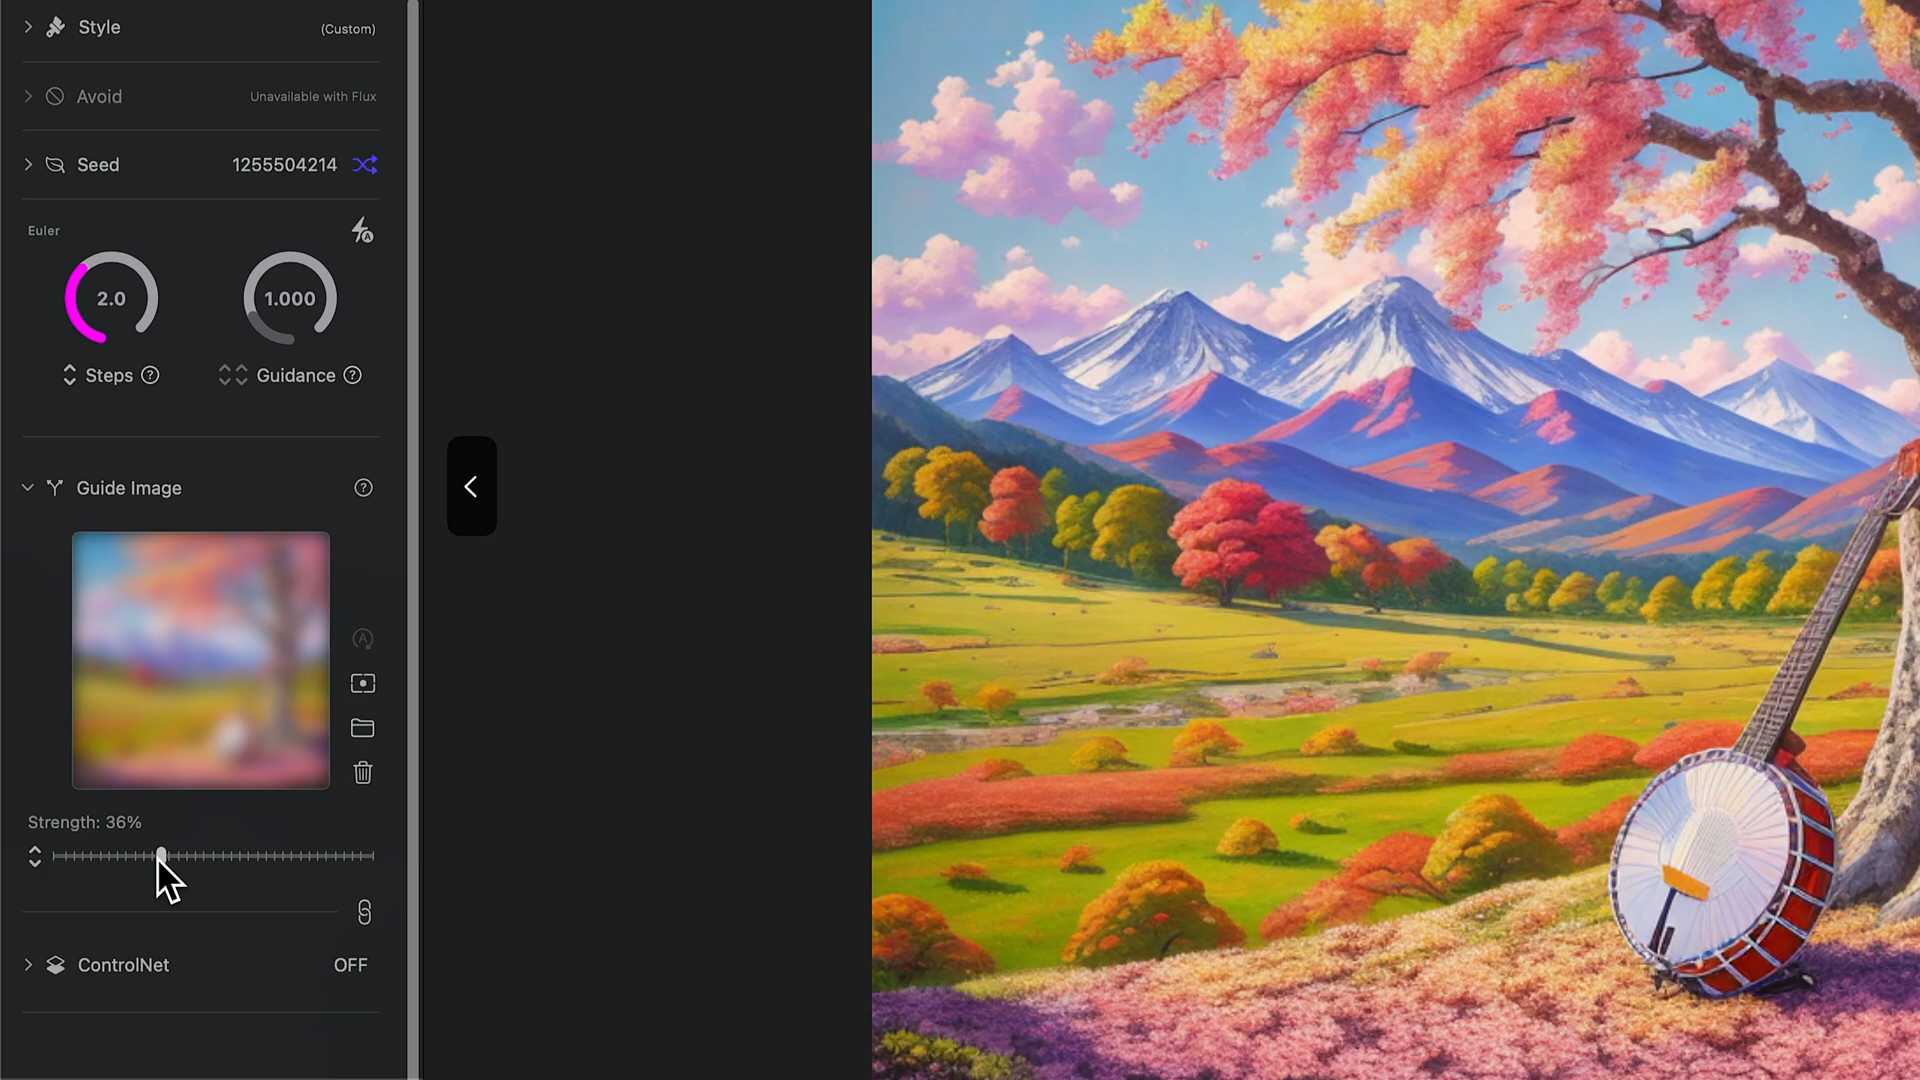 Style (Custom)
Avoid Unavailable with Flux
Seed 1255504214
Euler
2.0 1.000
Steps ? Guidance ?
Guide Image ?
A
Strength: 36%
ControlNet OFF